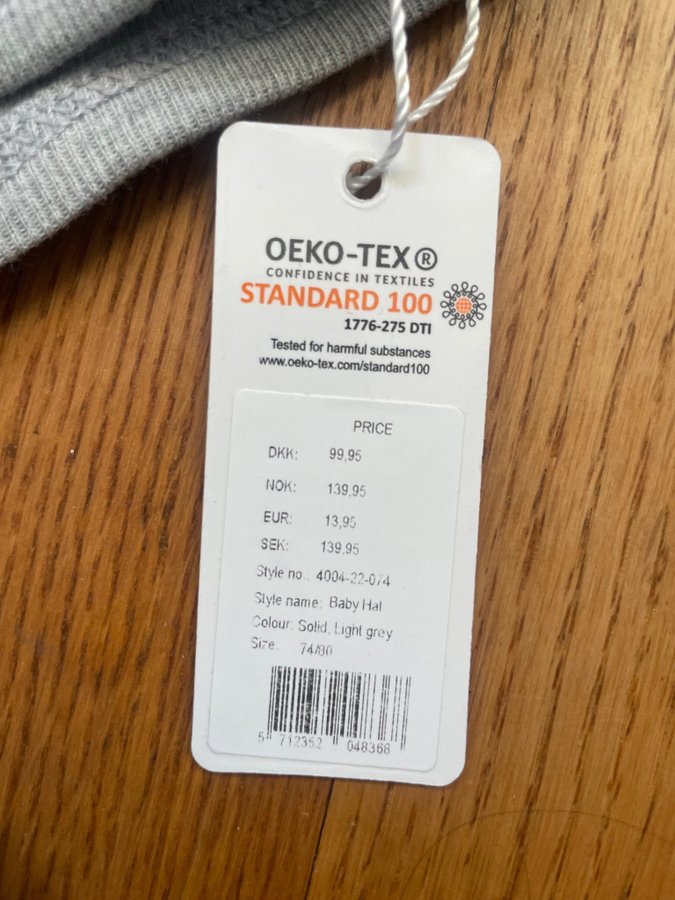 OEKO-TEX®
CONFIDENCE IN TEXTILES
STANDARD 100
1776-275 DTI
Tested for harmful substances
www.oeko-tex.com/standard100
PRICE
DKK: 99,95
NOK: 139,95
EUR: 13,95
SEK: 139,95
Style no.: 4004-22-074
Style name: Baby Hat
Colour: Solid, Light grey
Size: 74/80
5 712352 048368